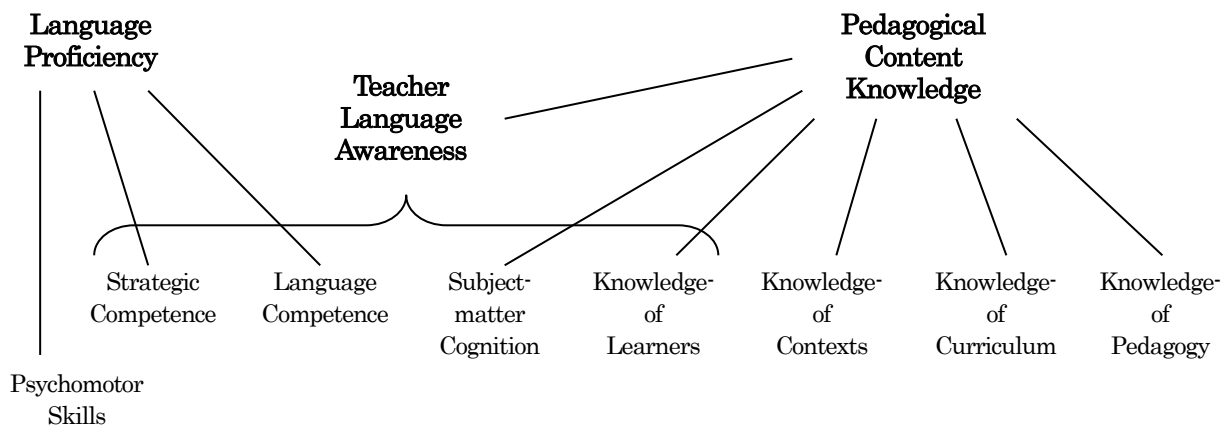 Language
Proficiency
Pedagogical
Content
Knowledge
Teacher
Language
Awareness
Strategic
Competence
Language
Competence
Subject-
matter
Cognition
Knowledge-
of
Learners
Knowledge-
of
Contexts
Knowledge-
of
Curriculum
Knowledge-
of
Pedagogy
Psychomotor
Skills